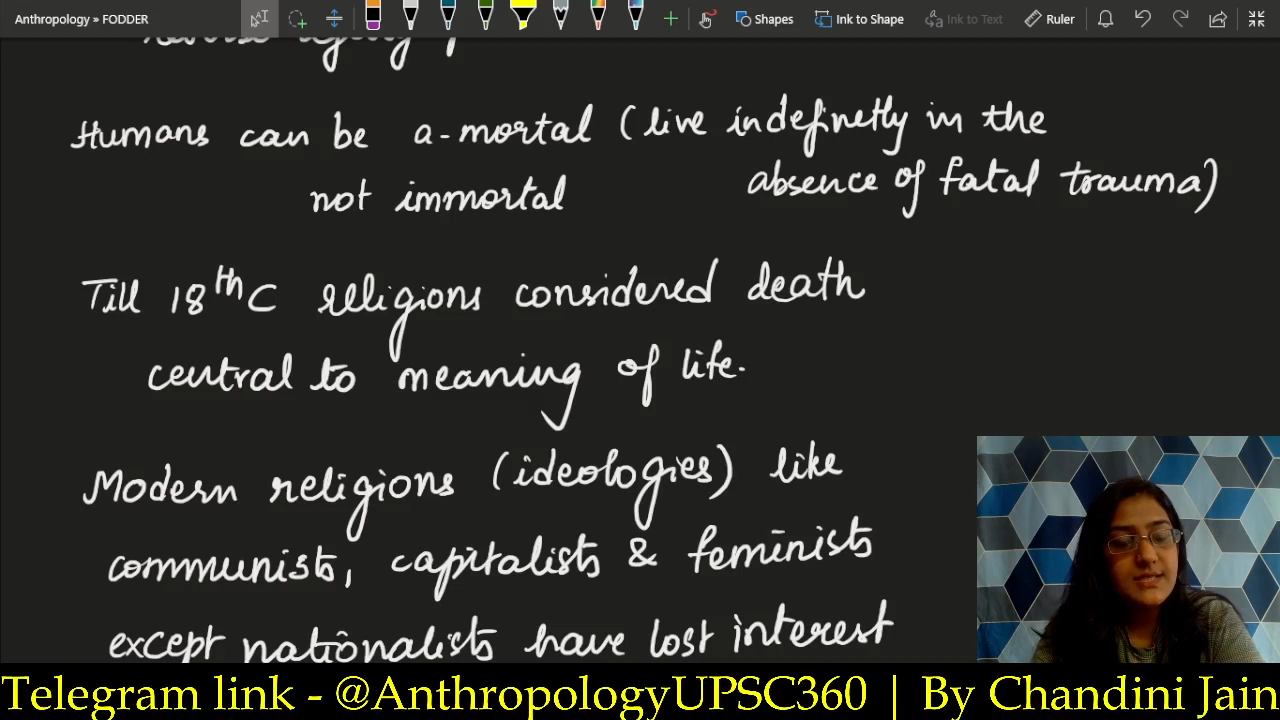 Anthropology » FODDER
Shapes
Ink to Shape
Ink to Text
Ruler
Humans can be a-mortal (live indefinetly in the
not immortal absence of fatal trauma)
Till 18th C religions considered death
central to meaning of life.
Modern religions (ideologies) like
communists, capitalists & feminists
except nationalists have lost interest
Telegram link - @AnthropologyUPSC360 | By Chandini Jain